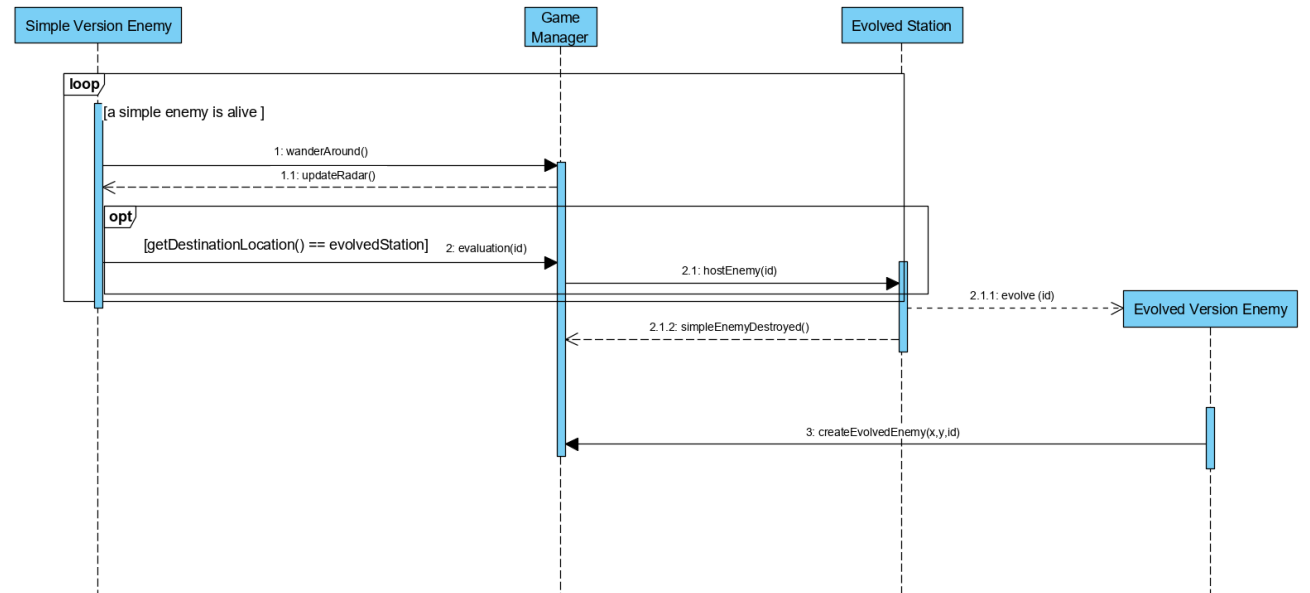 Simple Version Enemy
Game
Manager
Evolved Station
loop
[a simple enemy is alive ]
1: wanderAround()
1.1: updateRadar()
opt
[getDestinationLocation() == evolvedStation]
2: evaluation(id)
2.1: hostEnemy(id)
2.1.1: evolve (id)
Evolved Version Enemy
2.1.2: simpleEnemyDestroyed()
3: createEvolvedEnemy(x,y,id)